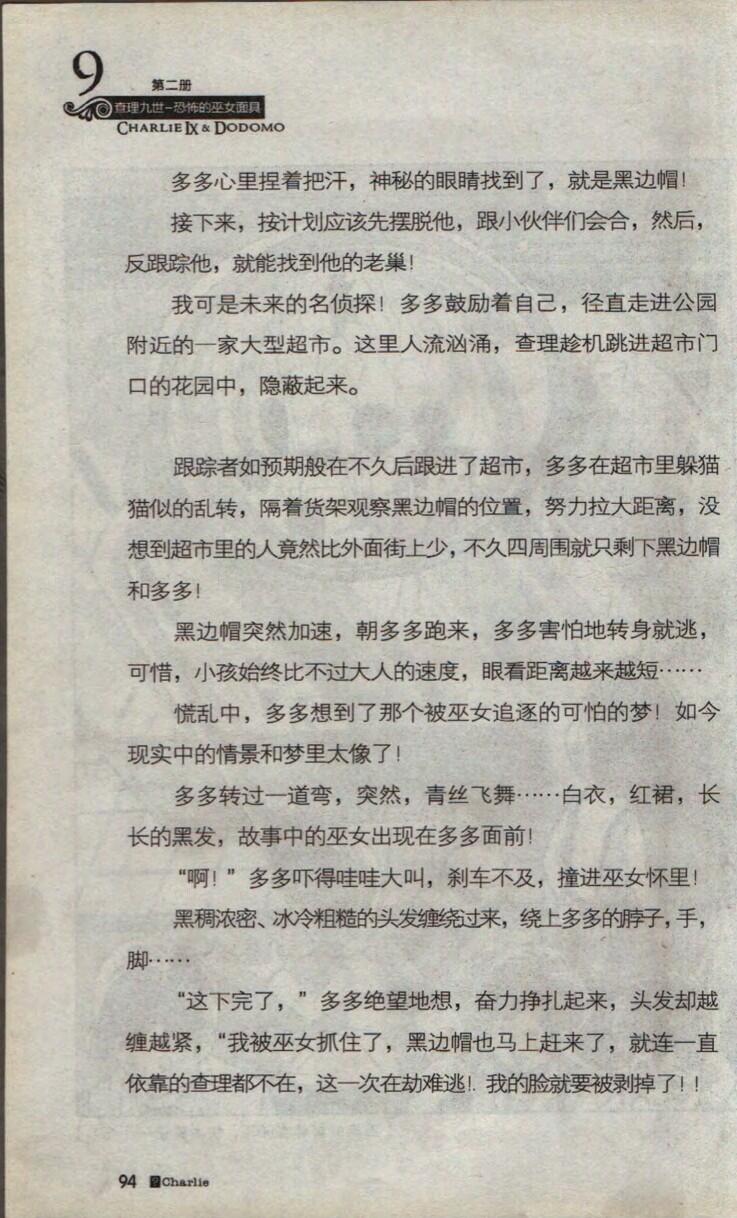 9
第二册
查理九世-恐怖的巫女面具
CHARLIE IX & DODOMO
多多心里捏着把汗，神秘的眼睛找到了，就是黑边帽！
接下来，按计划应该先摆脱他，跟小伙伴们会合，然后，
反跟踪他，就能找到他的老巢！
我可是未来的名侦探！多多鼓励着自己，径直走进公园
附近的一家大型超市。这里人流汹涌，查理趁机跳进超市门
口的花园中，隐蔽起来。
跟踪者如预期般在不久后跟进了超市，多多在超市里躲猫
猫似的乱转，隔着货架观察黑边帽的位置，努力拉大距离，没
想到超市里的人竟然比外面街上少，不久四周围就只剩下黑边帽
和多多！
黑边帽突然加速，朝多多跑来，多多害怕地转身就逃，
可惜，小孩始终比不过大人的速度，眼看距离越来越短……
慌乱中，多多想到了那个被巫女追逐的可怕的梦！如今
现实中的情景和梦里太像了！
多多转过一道弯，突然，青丝飞舞……白衣，红裙，长
长的黑发，故事中的巫女出现在多多面前！
“啊！”多多吓得哇哇大叫，刹车不及，撞进巫女怀里！
黑稠浓密、冰冷粗糙的头发缠绕过来，绕上多多的脖子，手，
脚……
“这下完了，”多多绝望地想，奋力挣扎起来，头发却越
缠越紧，“我被巫女抓住了，黑边帽也马上赶来了，就连一直
依靠的查理都不在，这一次在劫难逃！我的脸就要被剥掉了！！
94 Charlie